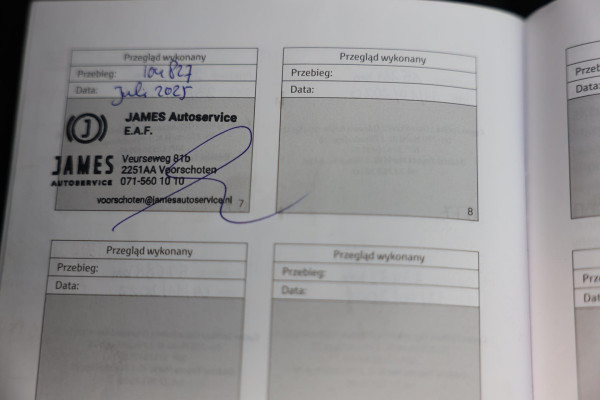 Przegląd wykonany
Przebieg: 104827
Data: Juli 2025
JAMES Autoservice
E.A.F.
J
JAMES
AUTOSERVICE
Veurseweg 81b
2251AA Voorschoten
071-560 10 10
voorschoten@jamesautoservice.nl
7
Przegląd wykonany
Przebieg:
Data:
8
Przegląd wykonany
Przebieg:
Data:
Przegląd wykonany
Przebieg:
Data:
Data: